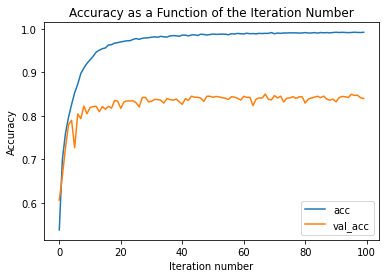 Accuracy as a Function of the Iteration Number
1.0
0.9
0.8
0.7
0.6
Accuracy
0
20
40
60
80
100
Iteration number
acc
val_acc